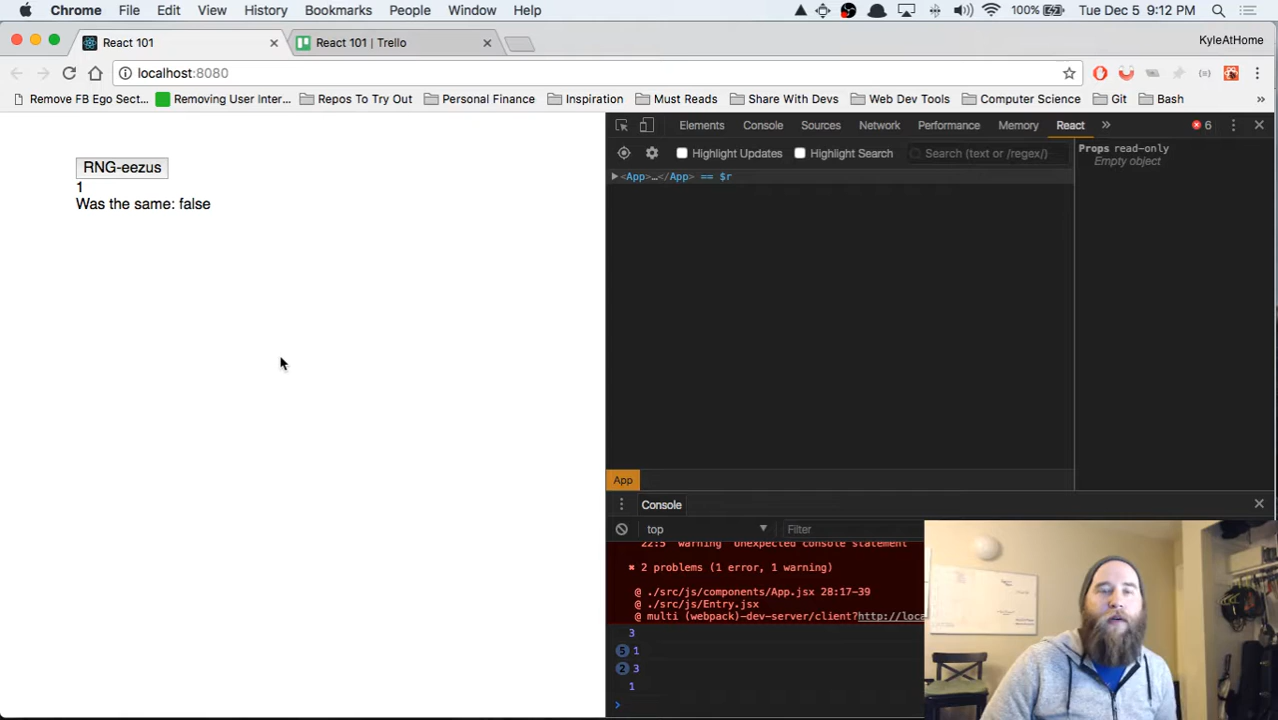 Chrome File Edit View History Bookmarks People Window Help 100% Tue Dec 5 9:12 PM
React 101 React 101 | Trello KyleAtHome
localhost:8080
Remove FB Ego Sect... Removing User Inter... Repos To Try Out Personal Finance Inspiration Must Reads Share With Devs Web Dev Tools Computer Science Git Bash »
Elements Console Sources Network Performance Memory React » 6
Highlight Updates Highlight Search Search (text or /regex/)
Props read-only
Empty object
<App>…</App> == $r
RNG-eezus
1
Was the same: false
App
Console
top Filter
22:5 warning Unexpected console statement
✖ 2 problems (1 error, 1 warning)
@ ./src/js/components/App.jsx 28:17-39
@ ./src/js/Entry.jsx
@ multi (webpack)-dev-server/client?http://loca
3
5 1
2 3
1
>